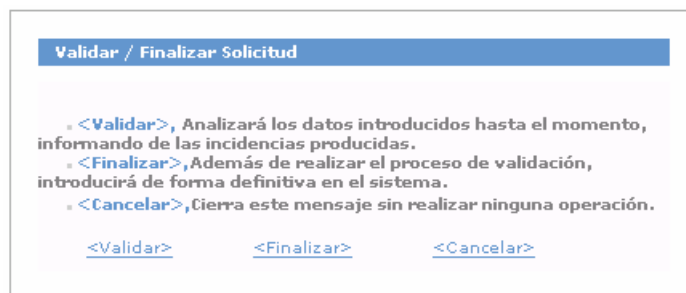 Validar / Finalizar Solicitud
<Validar>, Analizará los datos introducidos hasta el momento,
informando de las incidencias producidas.
<Finalizar>,Además de realizar el proceso de validación,
introducirá de forma definitiva en el sistema.
<Cancelar>,Cierra este mensaje sin realizar ninguna operación.
<Validar> <Finalizar> <Cancelar>